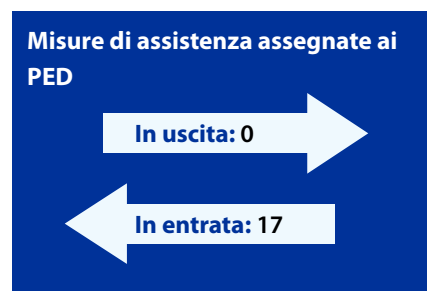 Misure di assistenza assegnate ai
PED
In uscita: 0
In entrata: 17